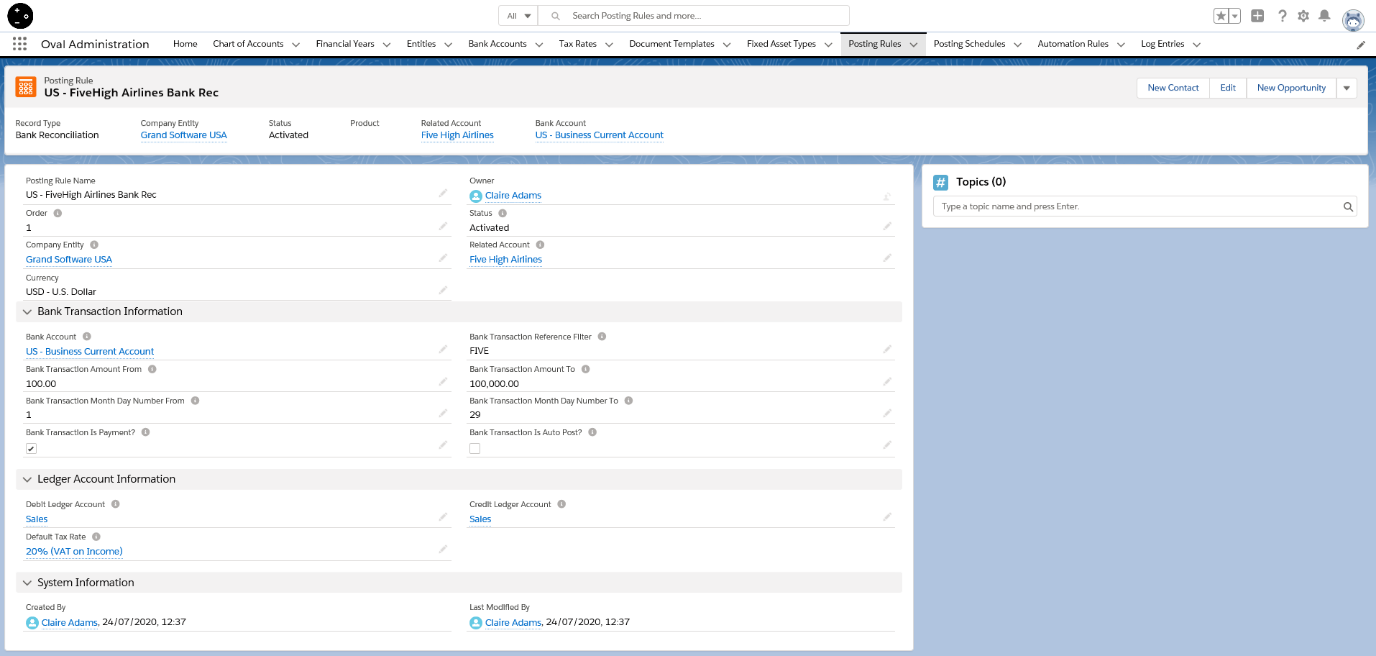 All
Search Posting Rules and more...
Oval Administration
Home Chart of Accounts Financial Years Entities Bank Accounts Tax Rates Document Templates Fixed Asset Types Posting Rules Posting Schedules Automation Rules Log Entries
Posting Rule
US - FiveHigh Airlines Bank Rec
New Contact Edit New Opportunity
Record Type Company Entity Status Product Related Account Bank Account
Bank Reconciliation Grand Software USA Activated Five High Airlines US - Business Current Account
Posting Rule Name Owner
US - FiveHigh Airlines Bank Rec Claire Adams
Order Status
1 Activated
Company Entity Related Account
Grand Software USA Five High Airlines
Currency
USD - U.S. Dollar
Bank Transaction Information
Bank Account Bank Transaction Reference Filter
US - Business Current Account FIVE
Bank Transaction Amount From Bank Transaction Amount To
100.00 100,000.00
Bank Transaction Month Day Number From Bank Transaction Month Day Number To
1 29
Bank Transaction Is Payment? Bank Transaction Is Auto Post?
Ledger Account Information
Debit Ledger Account Credit Ledger Account
Sales Sales
Default Tax Rate
20% (VAT on Income)
System Information
Created By Last Modified By
Claire Adams, 24/07/2020, 12:37 Claire Adams, 24/07/2020, 12:37
Topics (0)
Type a topic name and press Enter.